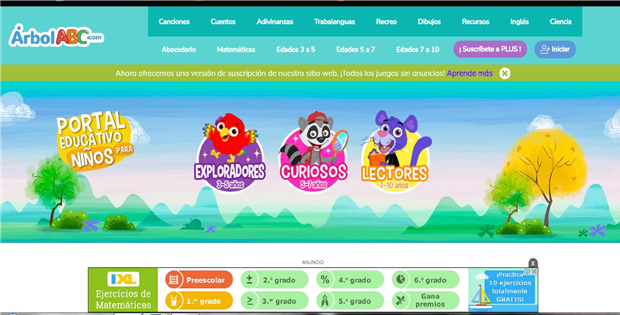 Canciones Cuentos Adivinanzas Trabalenguas Recreo Dibujos Recursos Inglés Ciencia
ÁrbolABC.com
Abecedario Matemáticas Edades 3 a 5 Edades 5 a 7 Edades 7 a 10 ¡Suscríbete a PLUS! Iniciar
Ahora ofrecemos una versión de suscripción de nuestro sitio web. ¡Todos los juegos sin anuncios! Aprende más
PORTAL
EDUCATIVO
PARA
NIÑOS
EXPLORADORES
3-5 años
CURIOSOS
5-7 años
LECTORES
7-10 años
ANUNCIO
IXL
Ejercicios de
Matemáticas
Preescolar
2.º grado
4.º grado
6.º grado
1.er grado
3.er grado
5.º grado
Gana
premios
¡Practica
10 ejercicios
totalmente
GRATIS!